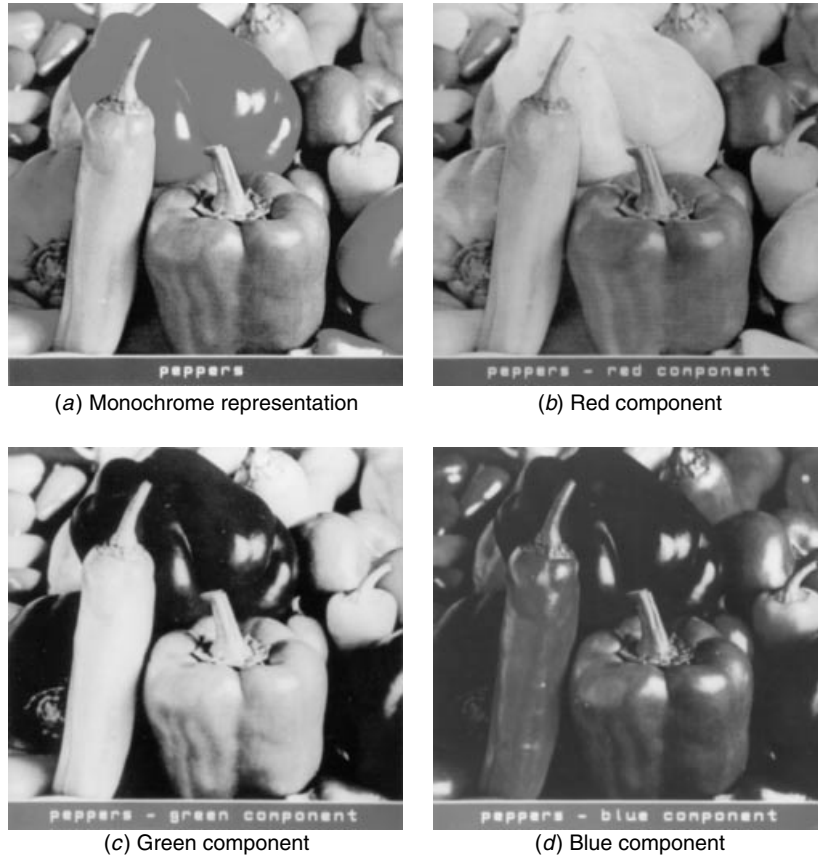 peppers
peppers - red component
(a) Monochrome representation
(b) Red component
peppers - green component
peppers - blue component
(c) Green component
(d) Blue component